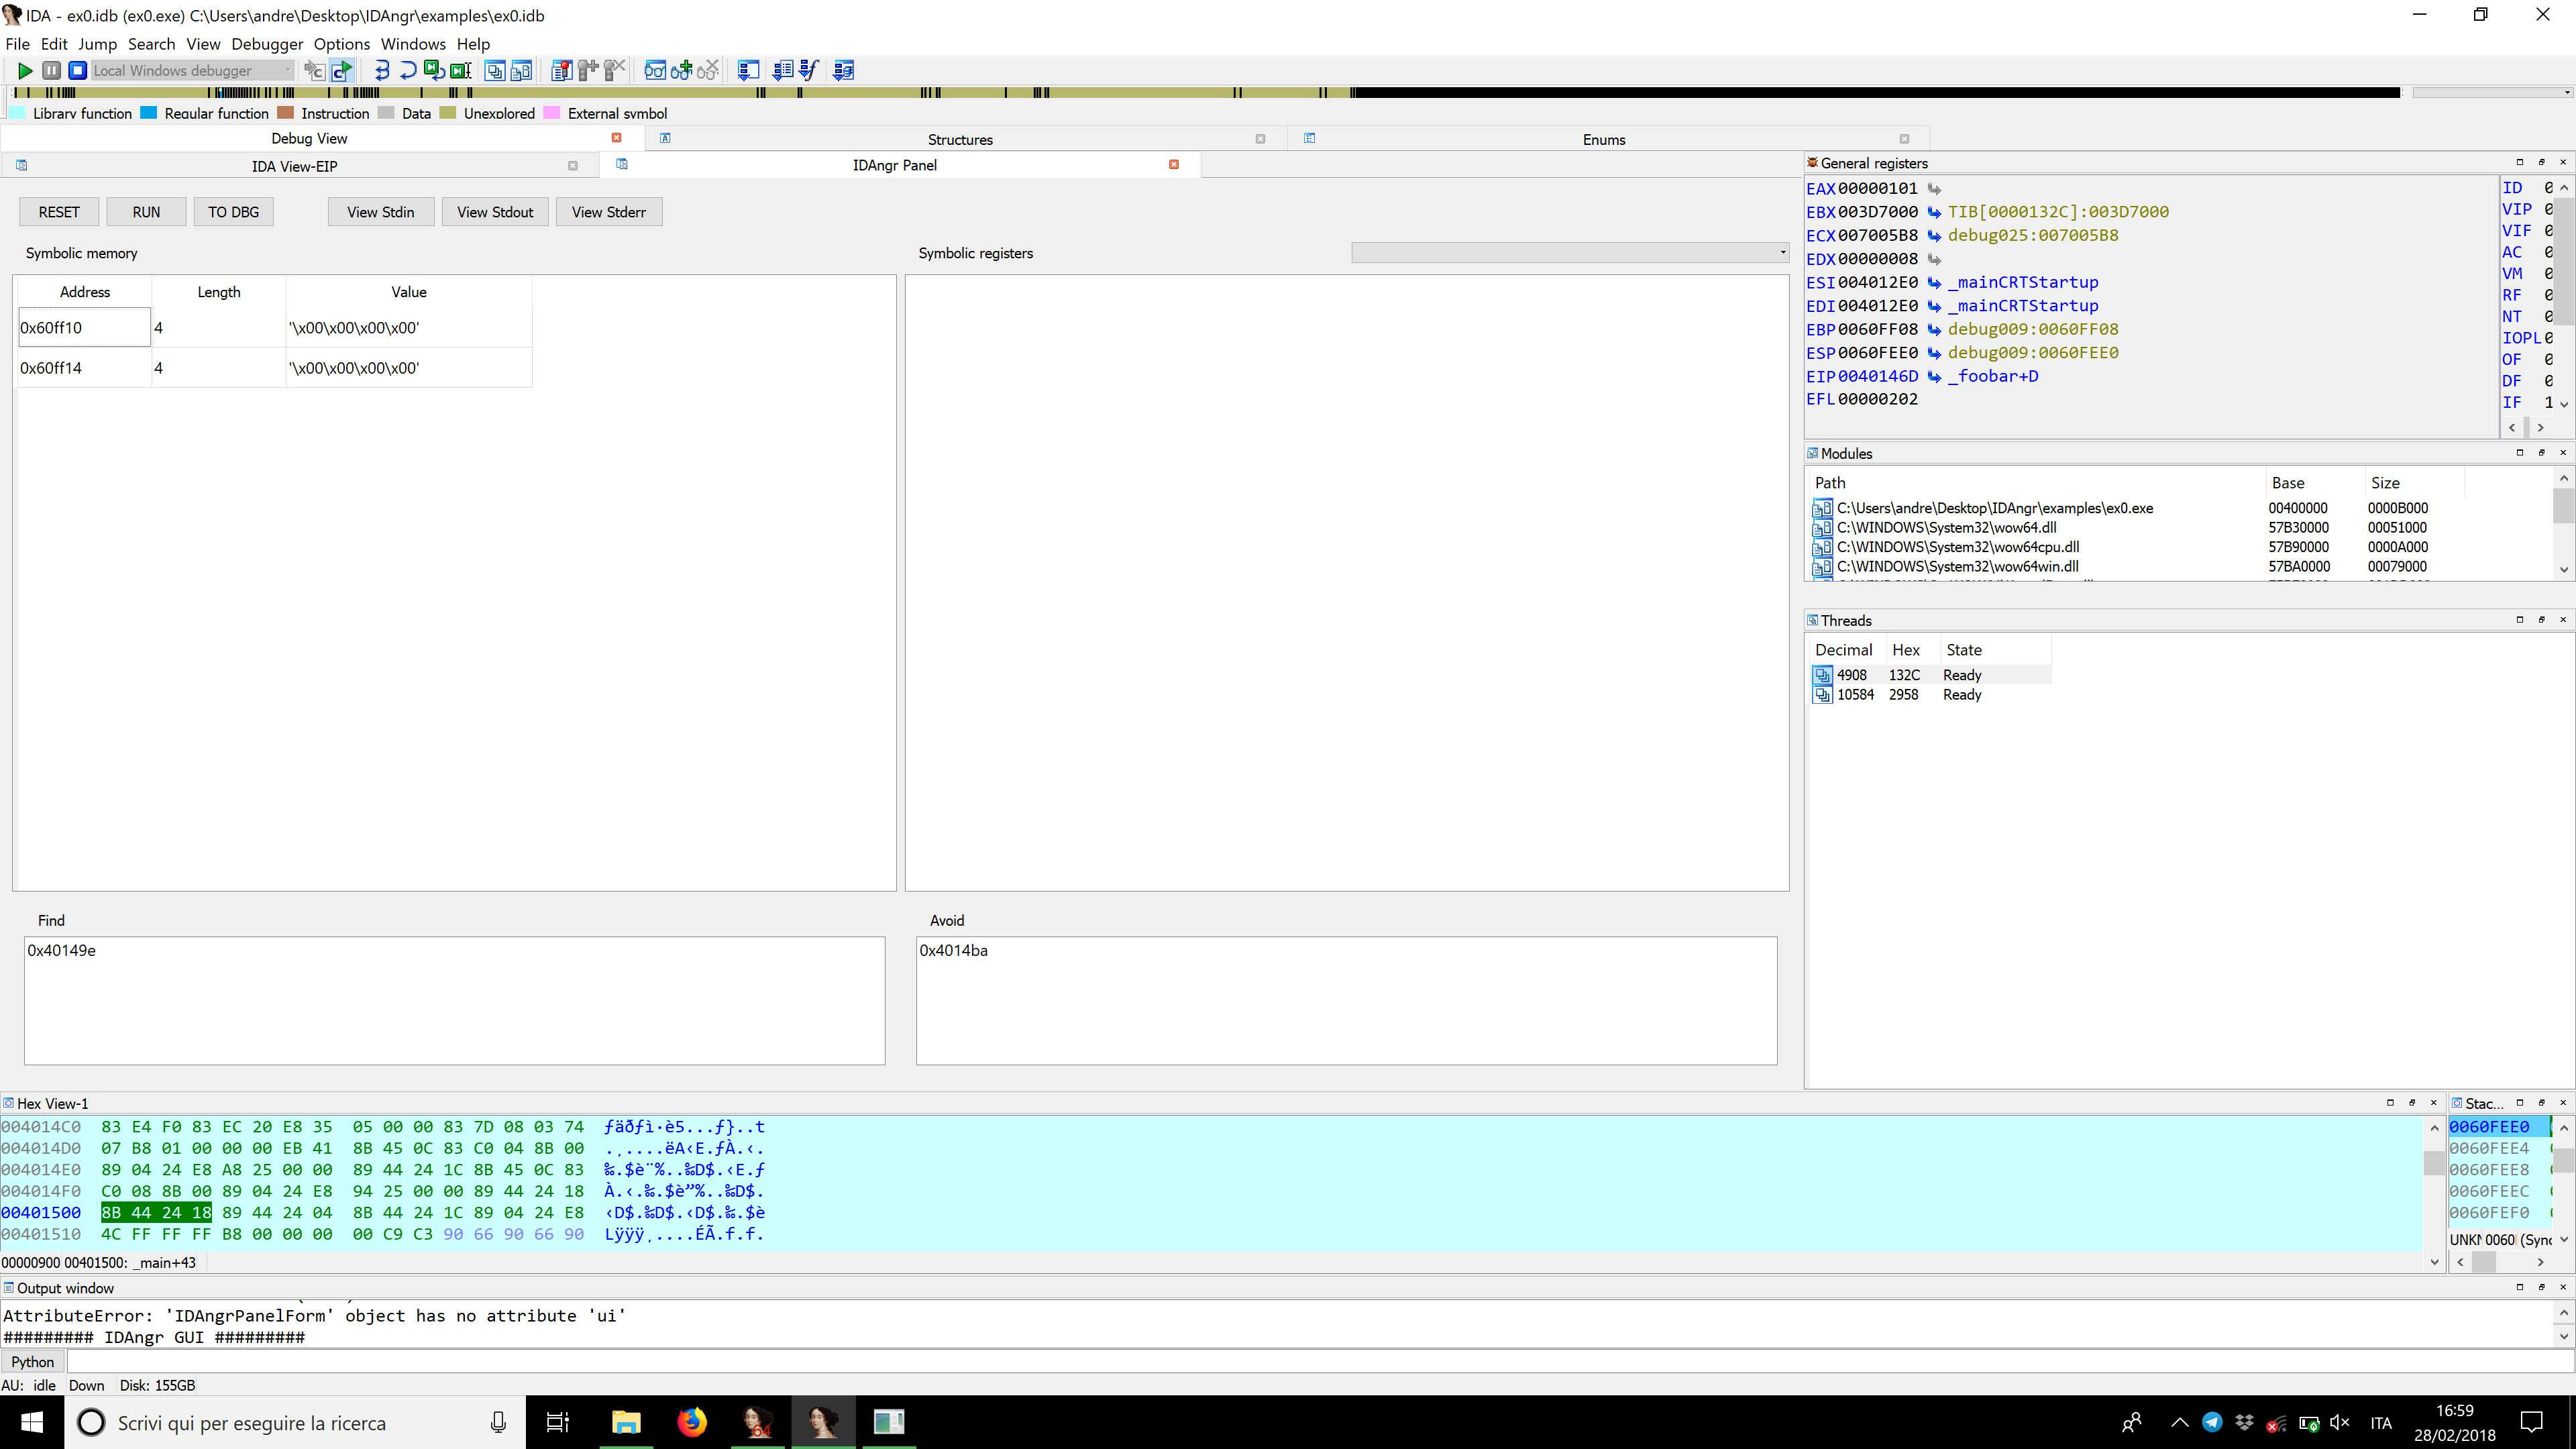 IDA - ex0.idb (ex0.exe) C:\Users\andre\Desktop\IDAngr\examples\ex0.idb
File Edit Jump Search View Debugger Options Windows Help
Local Windows debugger
Library function Regular function Instruction Data Unexplored External symbol
Debug View Structures Enums
IDA View-EIP IDAngr Panel
RESET RUN TO DBG View Stdin View Stdout View Stderr
Symbolic memory Symbolic registers
Address Length Value
0x60ff10 4 '\x00\x00\x00\x00'
0x60ff14 4 '\x00\x00\x00\x00'
Find Avoid
0x40149e 0x4014ba
General registers
EAX 00000101
EBX 003D7000 TIB[0000132C]:003D7000
ECX 007005B8 debug025:007005B8
EDX 00000008
ESI 004012E0 _mainCRTStartup
EDI 004012E0 _mainCRTStartup
EBP 0060FF08 debug009:0060FF08
ESP 0060FEE0 debug009:0060FEE0
EIP 0040146D _foobar+D
EFL 00000202
ID 0
VIP 0
VIF 0
AC 0
VM 0
RF 0
NT 0
IOPL 0
OF 0
DF 0
IF 1
Modules
Path Base Size
C:\Users\andre\Desktop\IDAngr\examples\ex0.exe 00400000 0000B000
C:\WINDOWS\System32\wow64.dll 57B30000 00051000
C:\WINDOWS\System32\wow64cpu.dll 57B90000 0000A000
C:\WINDOWS\System32\wow64win.dll 57BA0000 00079000
Threads
Decimal Hex State
4908 132C Ready
10584 2958 Ready
Hex View-1
004014C0 83 E4 F0 83 EC 20 E8 35 05 00 00 83 7D 08 03 74 ƒäðƒì·è5...ƒ}..t
004014D0 07 B8 01 00 00 00 EB 41 8B 45 0C 83 C0 04 8B 00 .¸....ëA‹E.ƒÀ.‹.
004014E0 89 04 24 E8 A8 25 00 00 89 44 24 1C 8B 45 0C 83 ‰.$è¨%..‰D$.‹E.ƒ
004014F0 C0 08 8B 00 89 04 24 E8 94 25 00 00 89 44 24 18 À.‹.‰.$è”%..‰D$.
00401500 8B 44 24 18 89 44 24 04 8B 44 24 1C 89 04 24 E8 ‹D$.‰D$.‹D$.‰.$è
00401510 4C FF FF FF B8 00 00 00 00 C9 C3 90 66 90 66 90 Lÿÿÿ¸....ÉÃ.f.f.
00000900 00401500: _main+43
Stac...
0060FEE0
0060FEE4
0060FEE8
0060FEEC
0060FEF0
UNKN 0060 (Sync
Output window
AttributeError: 'IDAngrPanelForm' object has no attribute 'ui'
######### IDAngr GUI #########
Python
AU: idle Down Disk: 155GB
Scrivi qui per eseguire la ricerca
64
ITA
16:59
28/02/2018